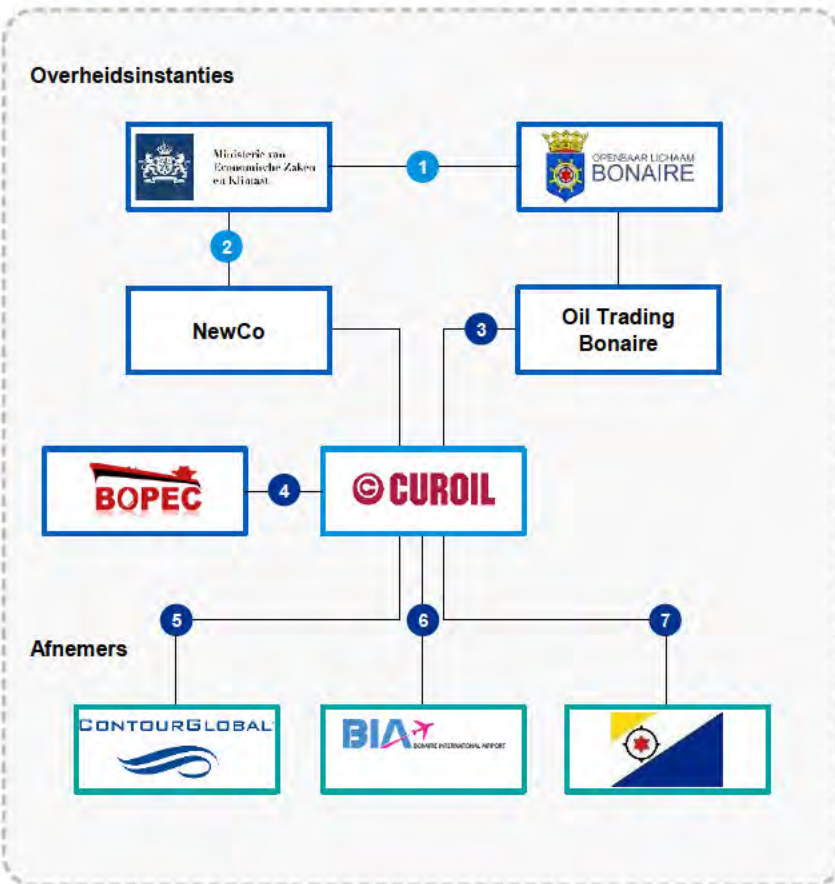 Overheidsinstanties
Ministerie van
Economische Zaken
en Klimaat
1
OPENBAAR LICHAAM
BONAIRE
2
NewCo
3
Oil Trading
Bonaire
BOPEC
4
© CUROIL
5
6
7
Afnemers
CONTOURGLOBAL
BIA
BONAIRE INTERNATIONAL AIRPORT